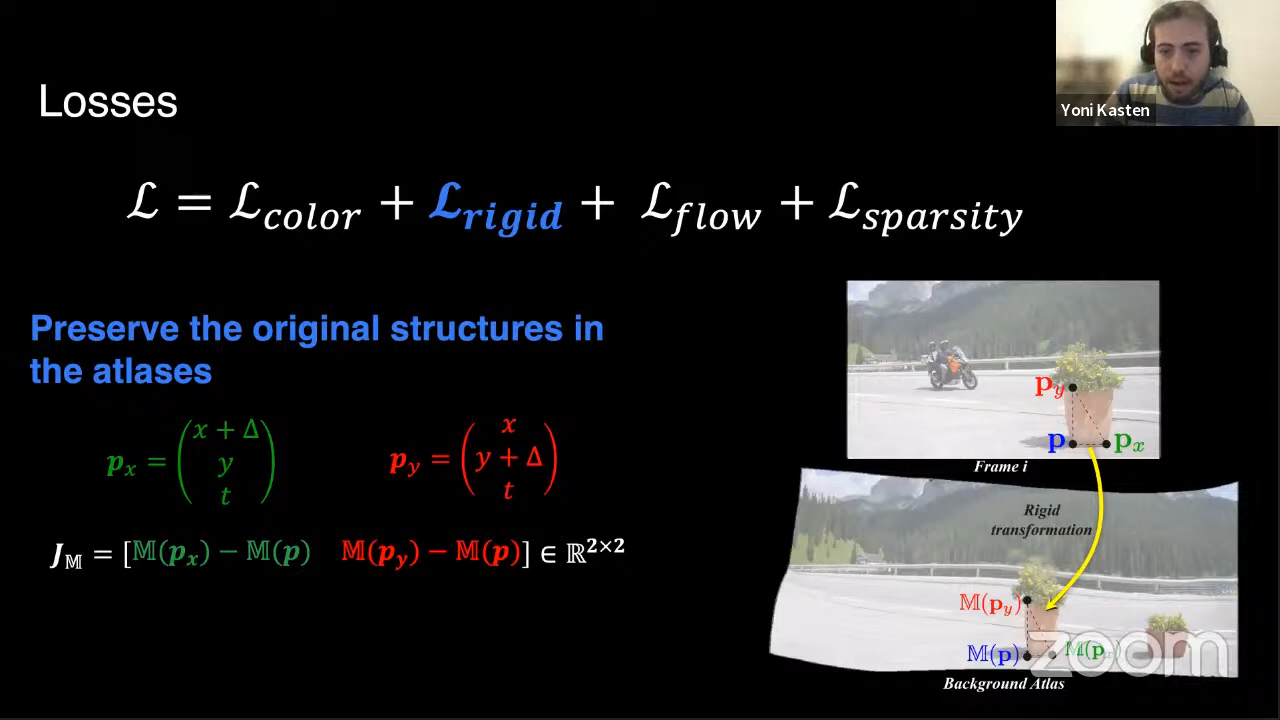 Yoni Kasten
Losses
ℒ = ℒ_color + ℒ_rigid + ℒ_flow + ℒ_sparsity
Preserve the original structures in
the atlases
p_x = (x + Δ, y, t)
p_y = (x, y + Δ, t)
J_𝕄 = [𝕄(p_x) − 𝕄(p) 𝕄(p_y) − 𝕄(p)] ∈ ℝ^{2×2}
p_y
p p_x
Frame i
Rigid
transformation
𝕄(p_y)
𝕄(p) 𝕄(p_x)
zoom
Background Atlas